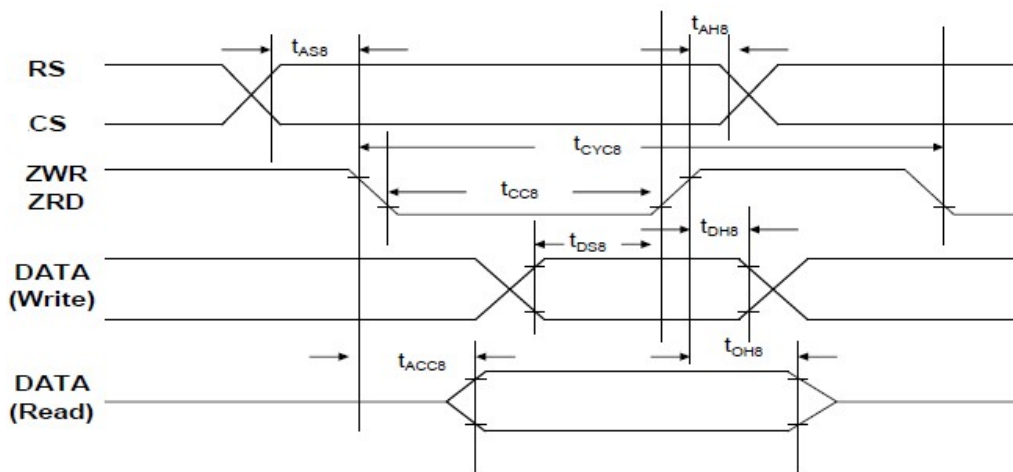 tAS8
tAH8
RS
CS
tCYC8
ZWR
ZRD
tCC8
tDS8
tDH8
DATA
(Write)
tACC8
tOH8
DATA
(Read)